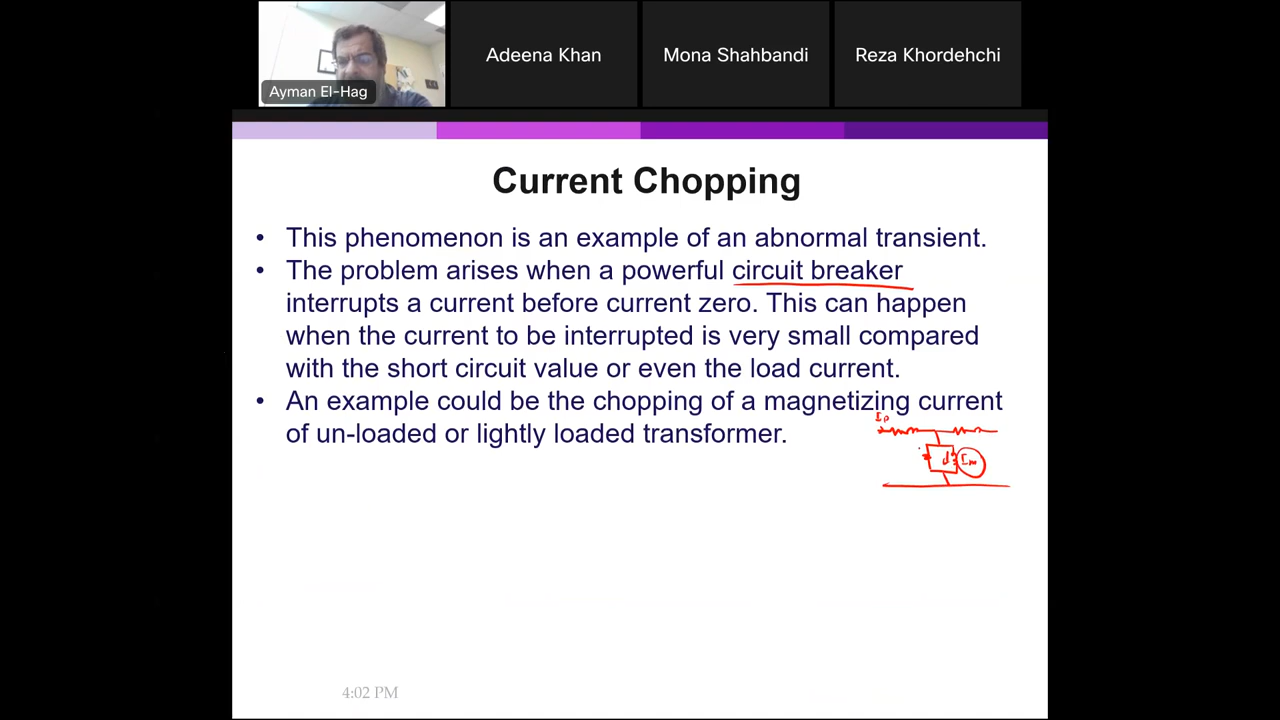 Ayman El-Hag
Adeena Khan
Mona Shahbandi
Reza Khordehchi
Current Chopping
• This phenomenon is an example of an abnormal transient.
• The problem arises when a powerful circuit breaker
interrupts a current before current zero. This can happen
when the current to be interrupted is very small compared
with the short circuit value or even the load current.
• An example could be the chopping of a magnetizing current
of un-loaded or lightly loaded transformer.
Im
4:02 PM